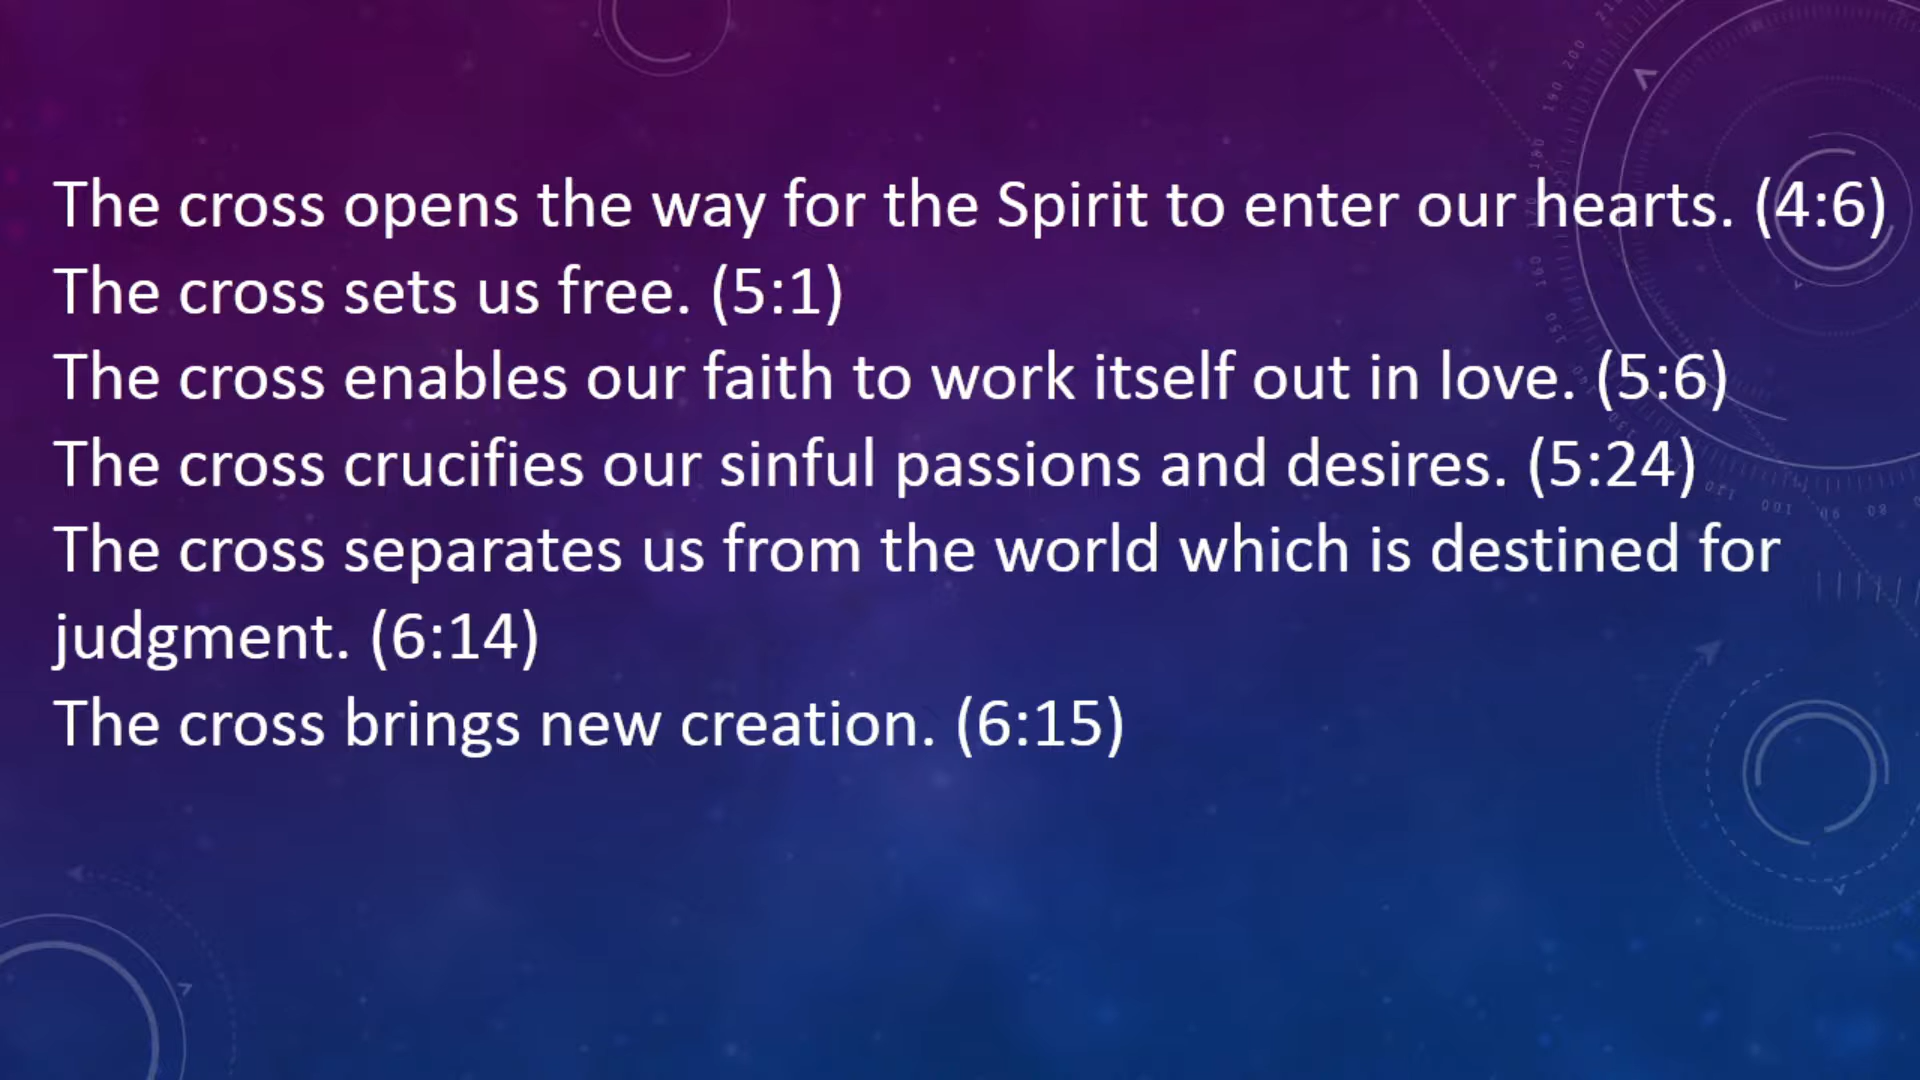 The cross opens the way for the Spirit to enter our hearts. (4:6)
The cross sets us free. (5:1)
The cross enables our faith to work itself out in love. (5:6)
The cross crucifies our sinful passions and desires. (5:24)
The cross separates us from the world which is destined for
judgment. (6:14)
The cross brings new creation. (6:15)